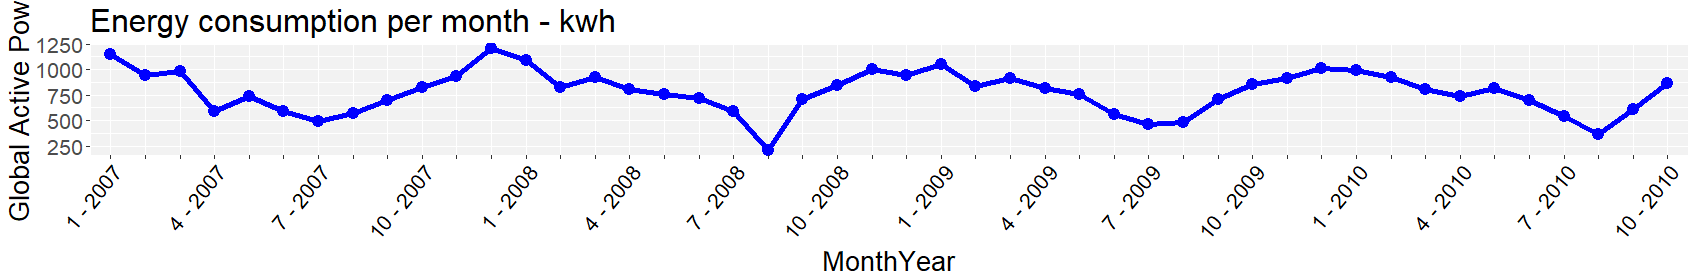 Energy consumption per month - kwh
Global Active Pow
1250
1000
750
500
250
1 - 2007
4 - 2007
7 - 2007
10 - 2007
1 - 2008
4 - 2008
7 - 2008
10 - 2008
1 - 2009
4 - 2009
7 - 2009
10 - 2009
1 - 2010
4 - 2010
7 - 2010
10 - 2010
MonthYear